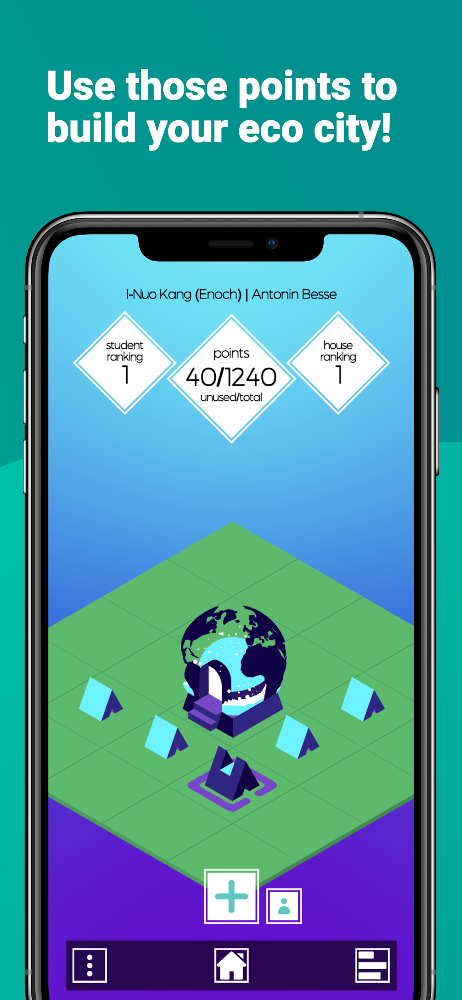 Use those points to
build your eco city!
I-Nuo Kang (Enoch) | Antonin Besse
student
ranking
1
points
40/1240
unused/total
house
ranking
1